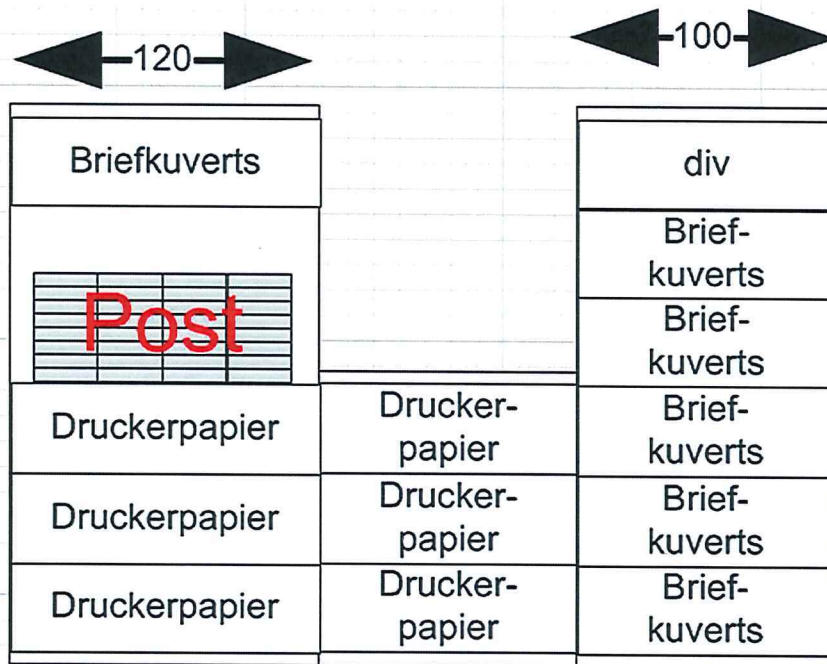 120
100
Briefkuverts
div
Brief-
kuverts
Post
Brief-
kuverts
Druckerpapier
Drucker-
papier
Brief-
kuverts
Druckerpapier
Drucker-
papier
Brief-
kuverts
Druckerpapier
Drucker-
papier
Brief-
kuverts